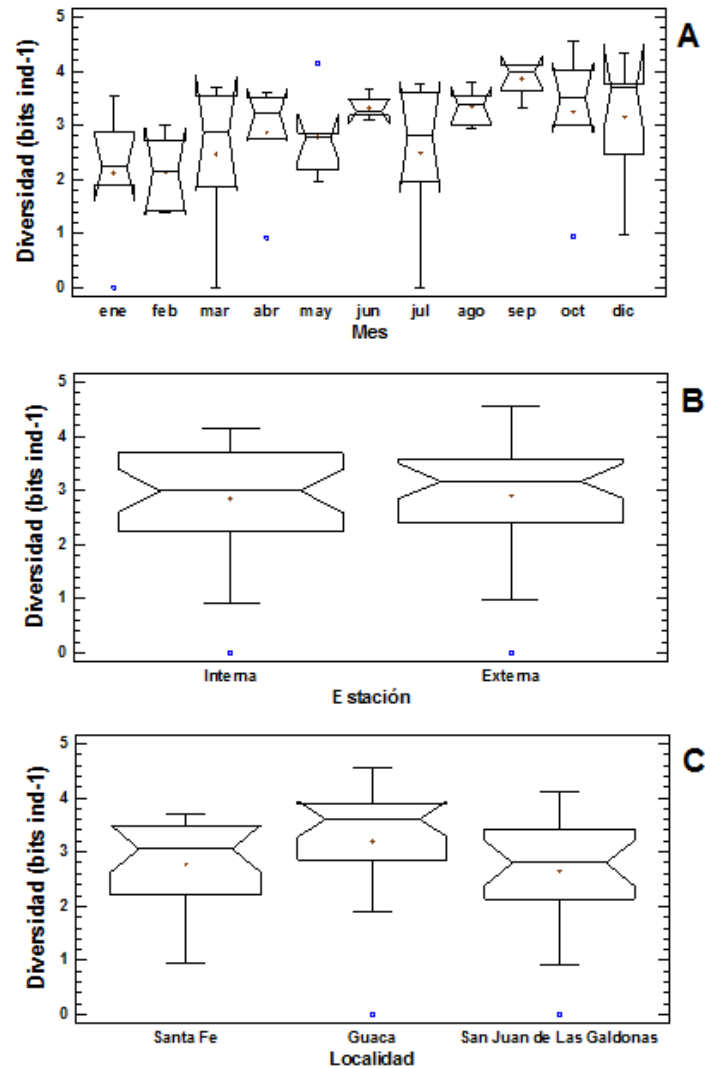 A
Diversidad (bits ind-1)
5
4
3
2
1
0
ene feb mar abr may jun jul ago sep oct dic
Mes
B
Diversidad (bits ind-1)
5
4
3
2
1
0
Interna Externa
Estación
C
Diversidad (bits ind-1)
5
4
3
2
1
0
Santa Fe Guaca San Juan de Las Galdonas
Localidad